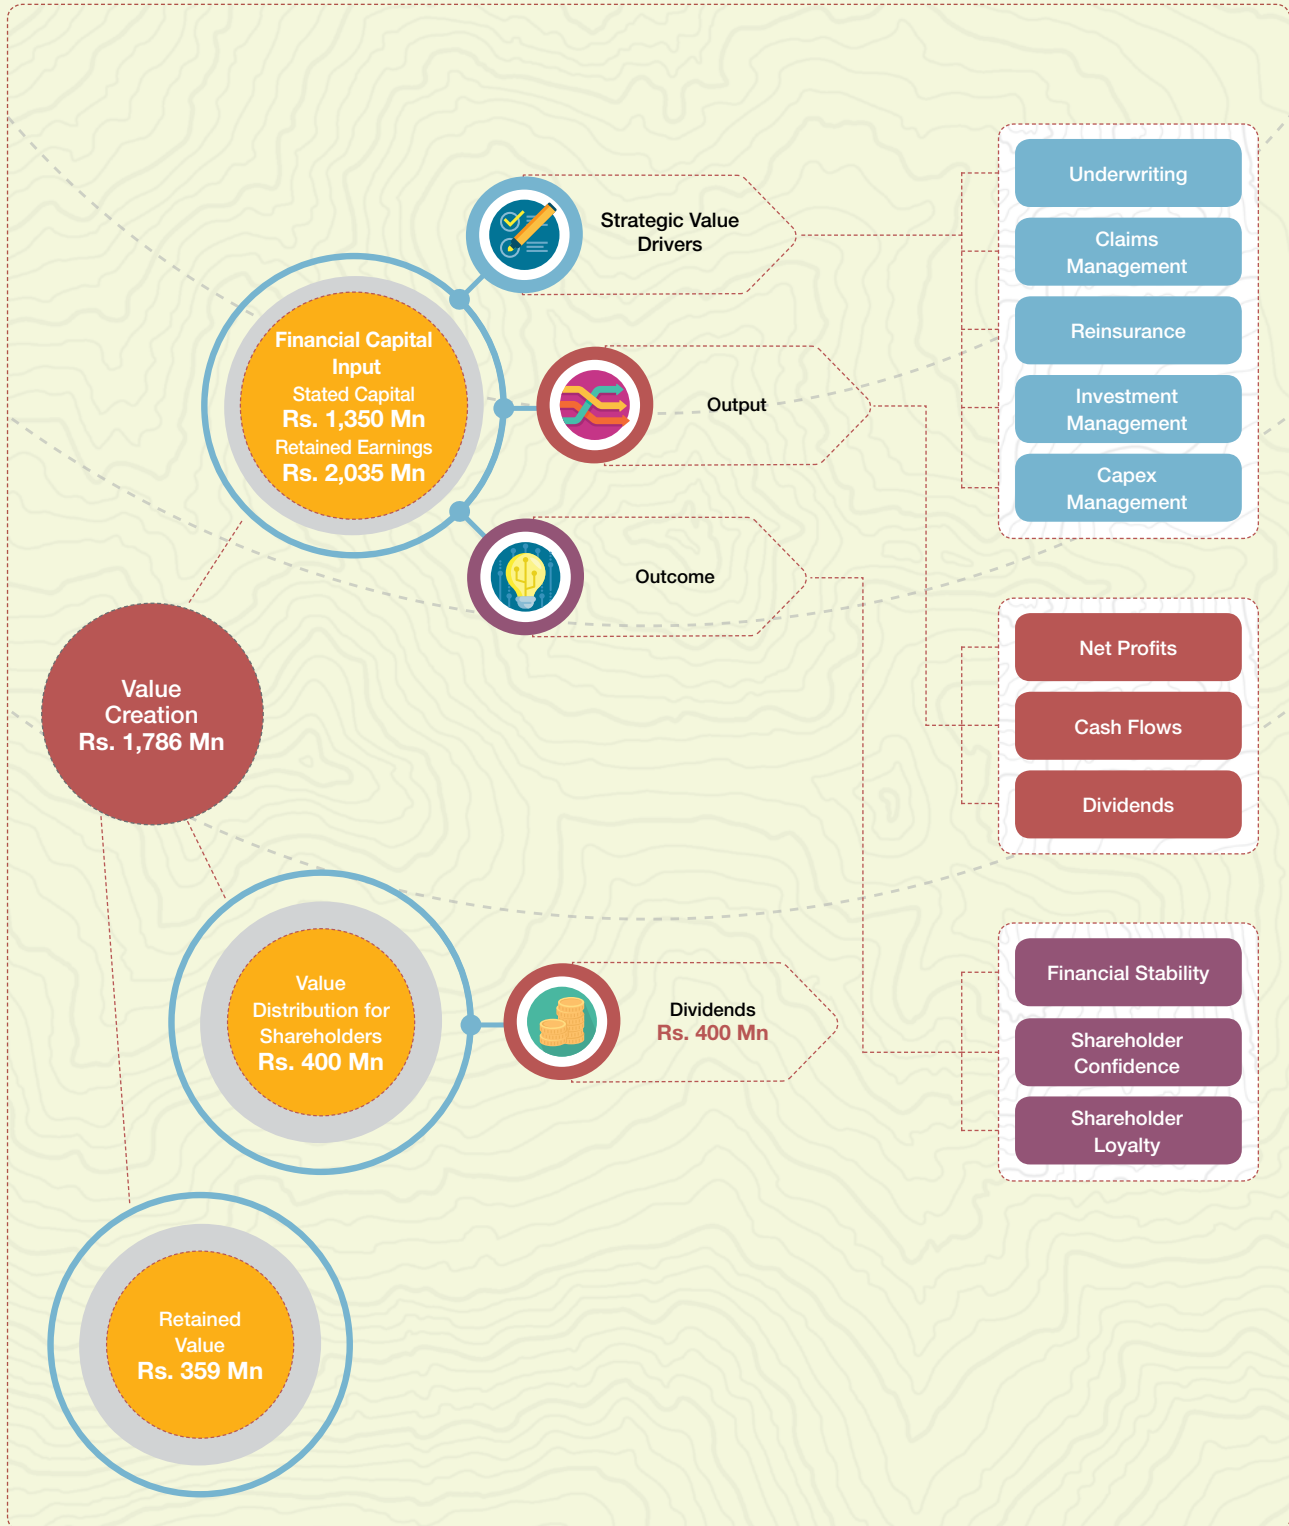 Strategic Value
Drivers
Underwriting
Claims
Management
Reinsurance
Investment
Management
Capex
Management
Financial Capital
Input
Stated Capital
Rs. 1,350 Mn
Retained Earnings
Rs. 2,035 Mn
Output
Outcome
Net Profits
Cash Flows
Dividends
Value
Creation
Rs. 1,786 Mn
Value
Distribution for
Shareholders
Rs. 400 Mn
Dividends
Rs. 400 Mn
Financial Stability
Shareholder
Confidence
Shareholder
Loyalty
Retained
Value
Rs. 359 Mn